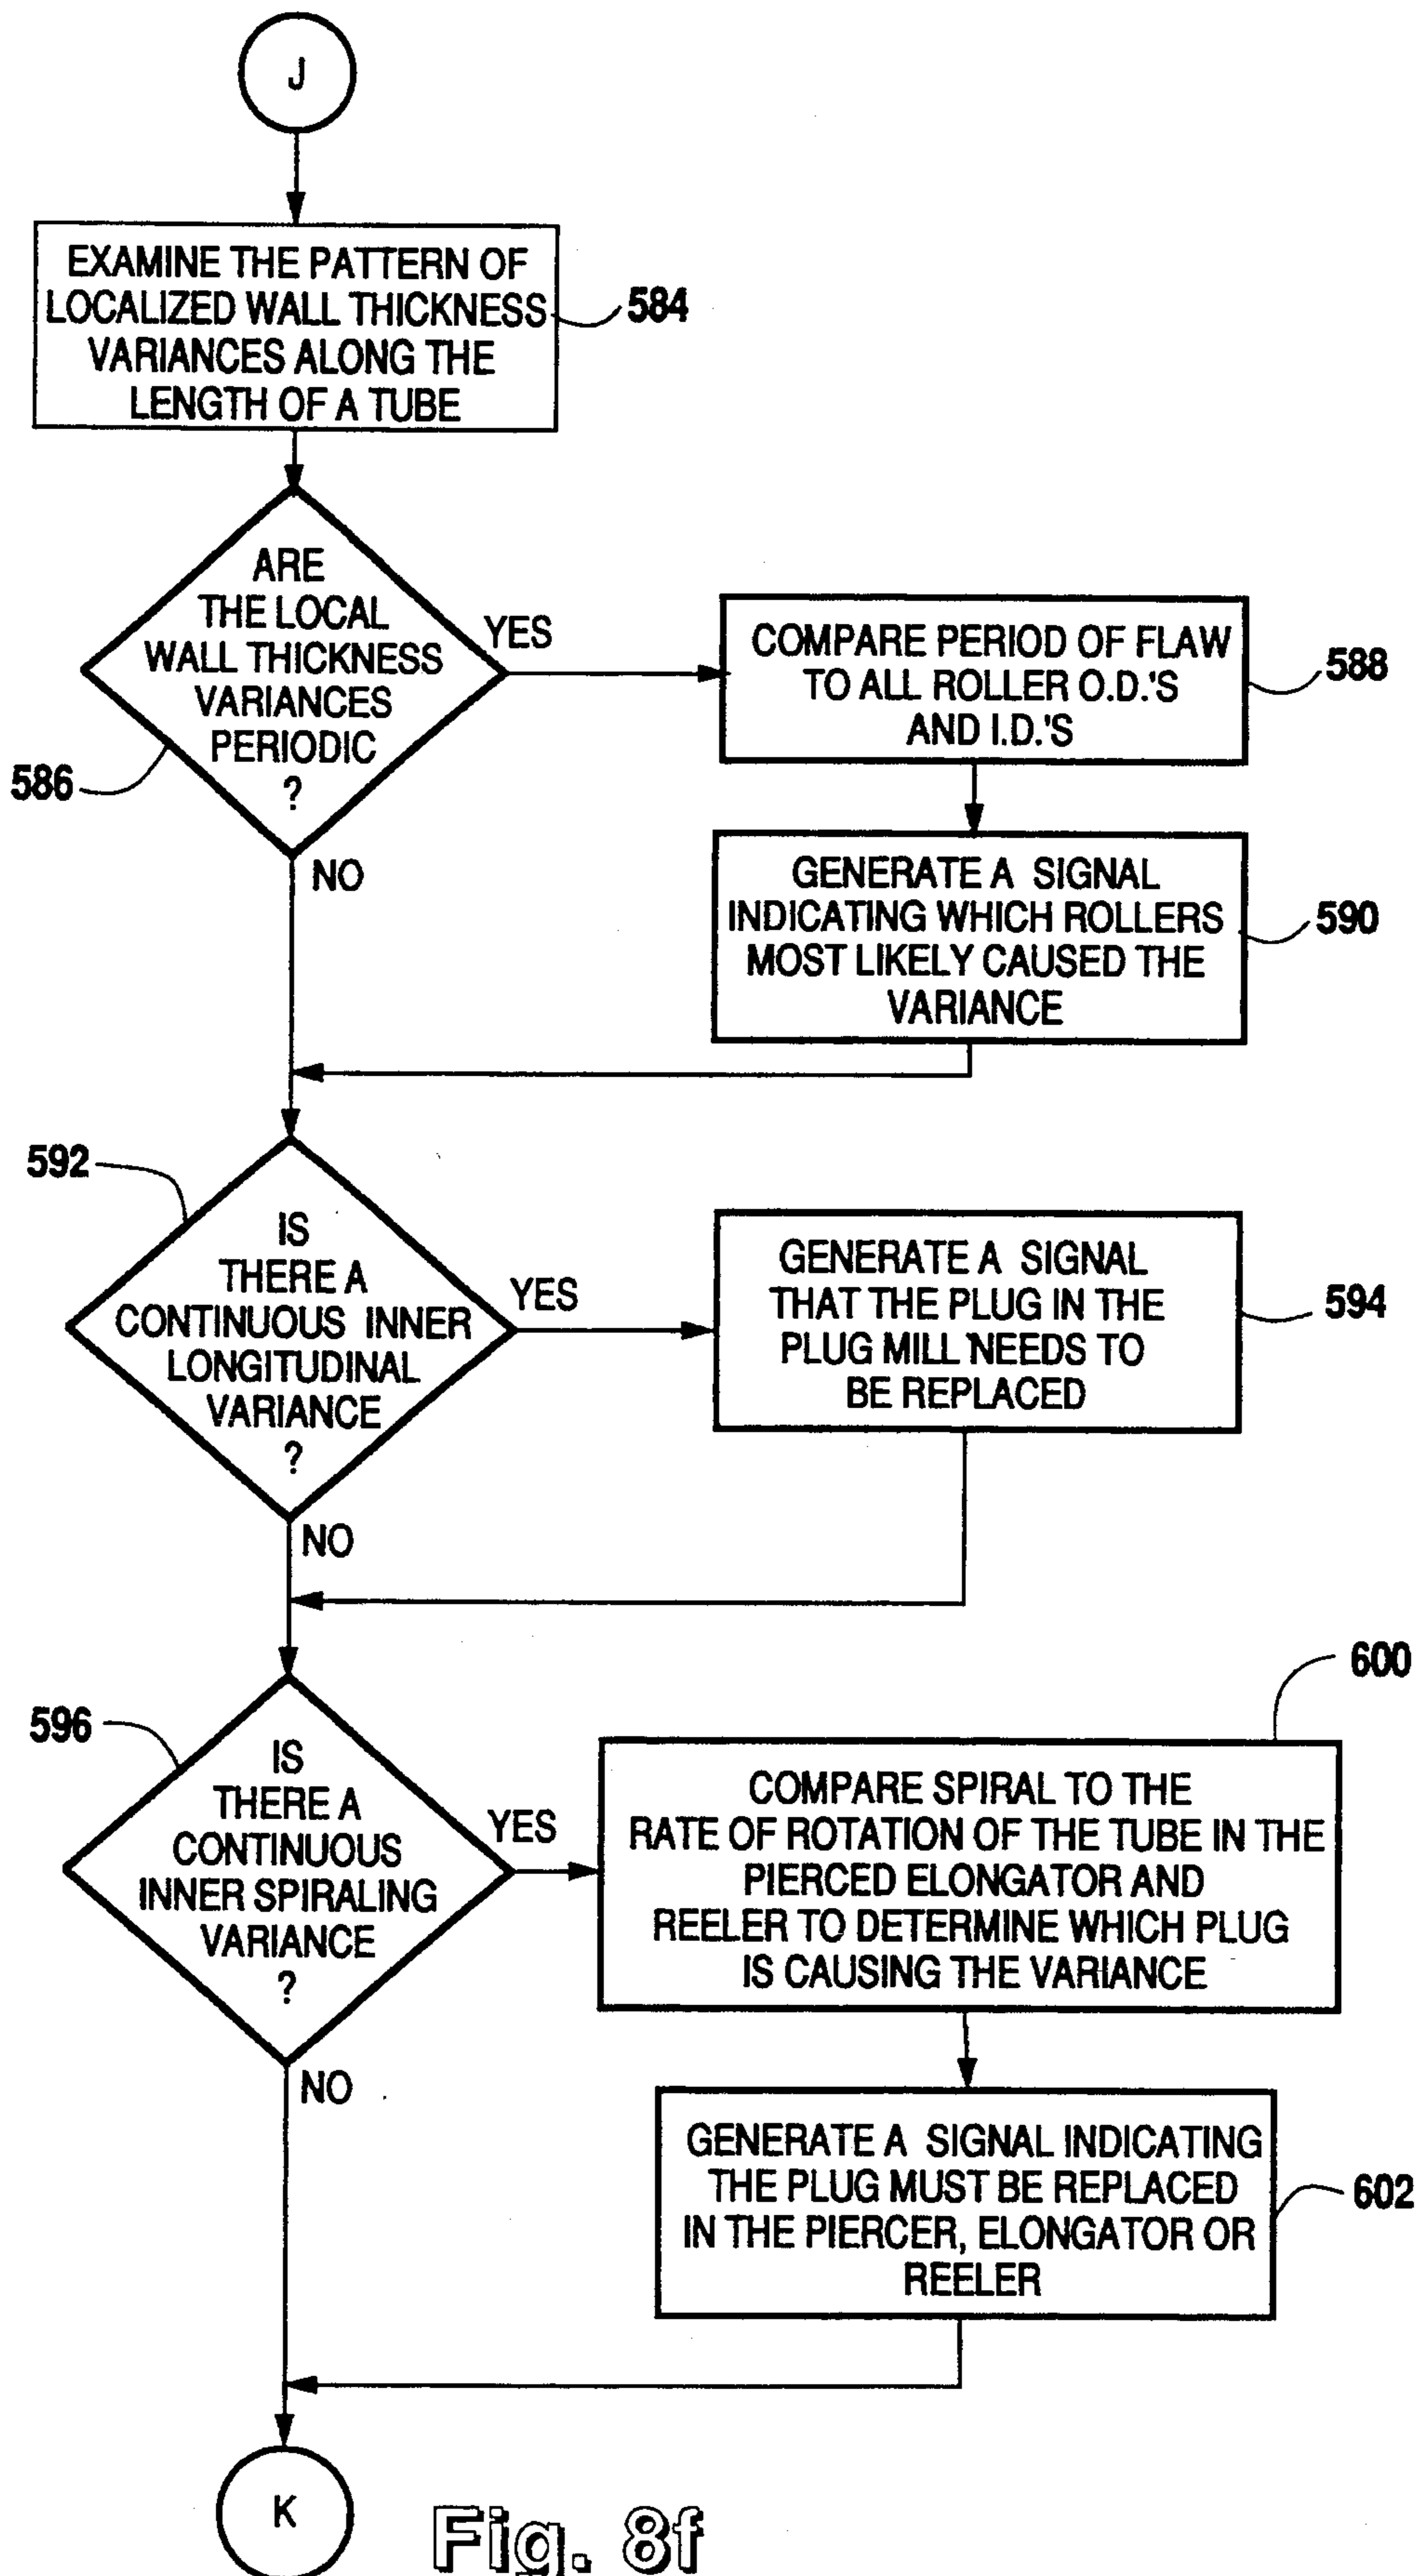 J
EXAMINE THE PATTERN OF
LOCALIZED WALL THICKNESS
VARIANCES ALONG THE
LENGTH OF A TUBE
584
ARE
THE LOCAL
WALL THICKNESS
VARIANCES
PERIODIC
?
586
YES
NO
COMPARE PERIOD OF FLAW
TO ALL ROLLER O.D.'S
AND I.D.'S
588
GENERATE A SIGNAL
INDICATING WHICH ROLLERS
MOST LIKELY CAUSED THE
VARIANCE
590
592
IS
THERE A
CONTINUOUS INNER
LONGITUDINAL
VARIANCE
?
YES
NO
GENERATE A SIGNAL
THAT THE PLUG IN THE
PLUG MILL NEEDS TO
BE REPLACED
594
596
IS
THERE A
CONTINUOUS
INNER SPIRALING
VARIANCE
?
YES
NO
600
COMPARE SPIRAL TO THE
RATE OF ROTATION OF THE TUBE IN THE
PIERCED ELONGATOR AND
REELER TO DETERMINE WHICH PLUG
IS CAUSING THE VARIANCE
GENERATE A SIGNAL INDICATING
THE PLUG MUST BE REPLACED
IN THE PIERCER, ELONGATOR OR
REELER
602
K
Fig. 8f